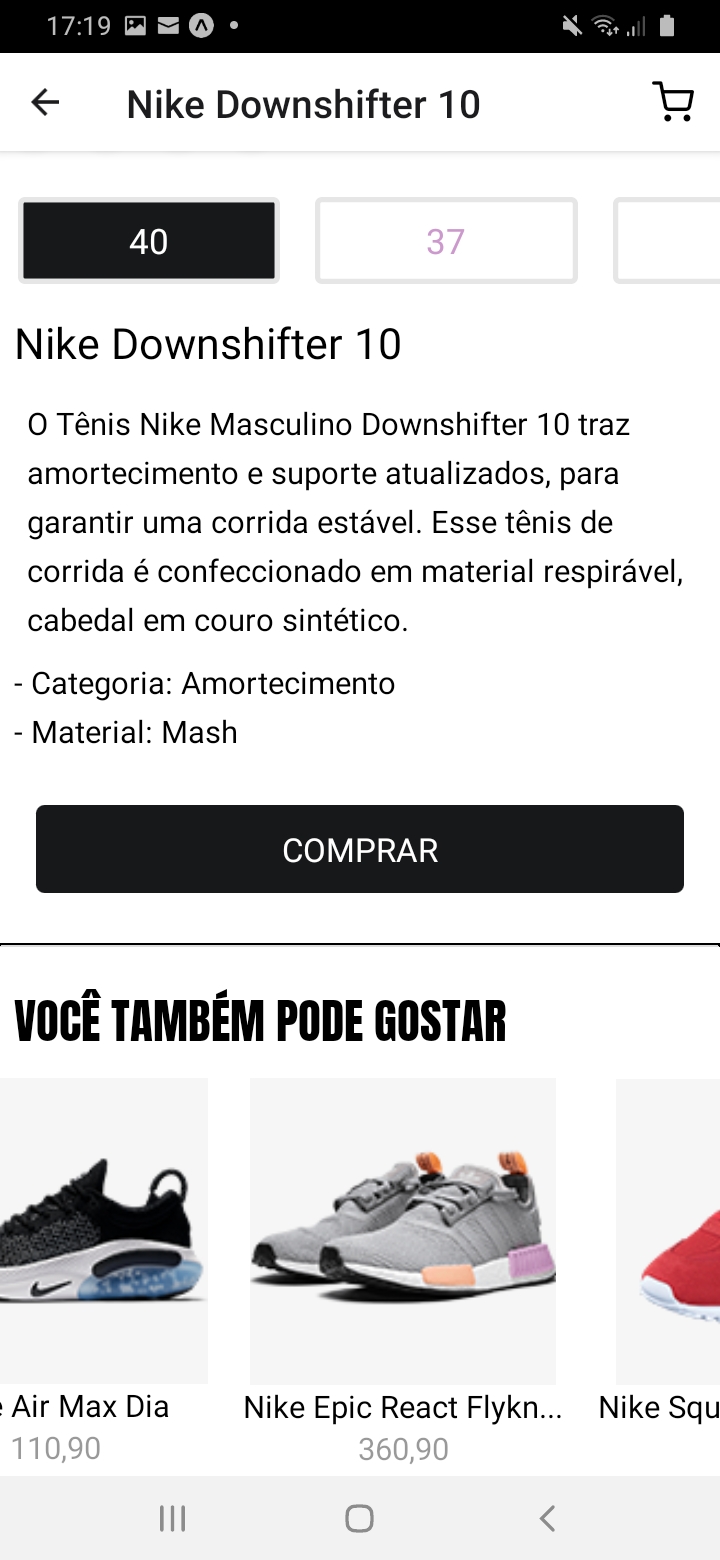 17:19
Nike Downshifter 10
40 37
Nike Downshifter 10
O Tênis Nike Masculino Downshifter 10 traz
amortecimento e suporte atualizados, para
garantir uma corrida estável. Esse tênis de
corrida é confeccionado em material respirável,
cabedal em couro sintético.
- Categoria: Amortecimento
- Material: Mash
COMPRAR
VOCÊ TAMBÉM PODE GOSTAR
e Air Max Dia Nike Epic React Flykn... Nike Squ
110,90 360,90